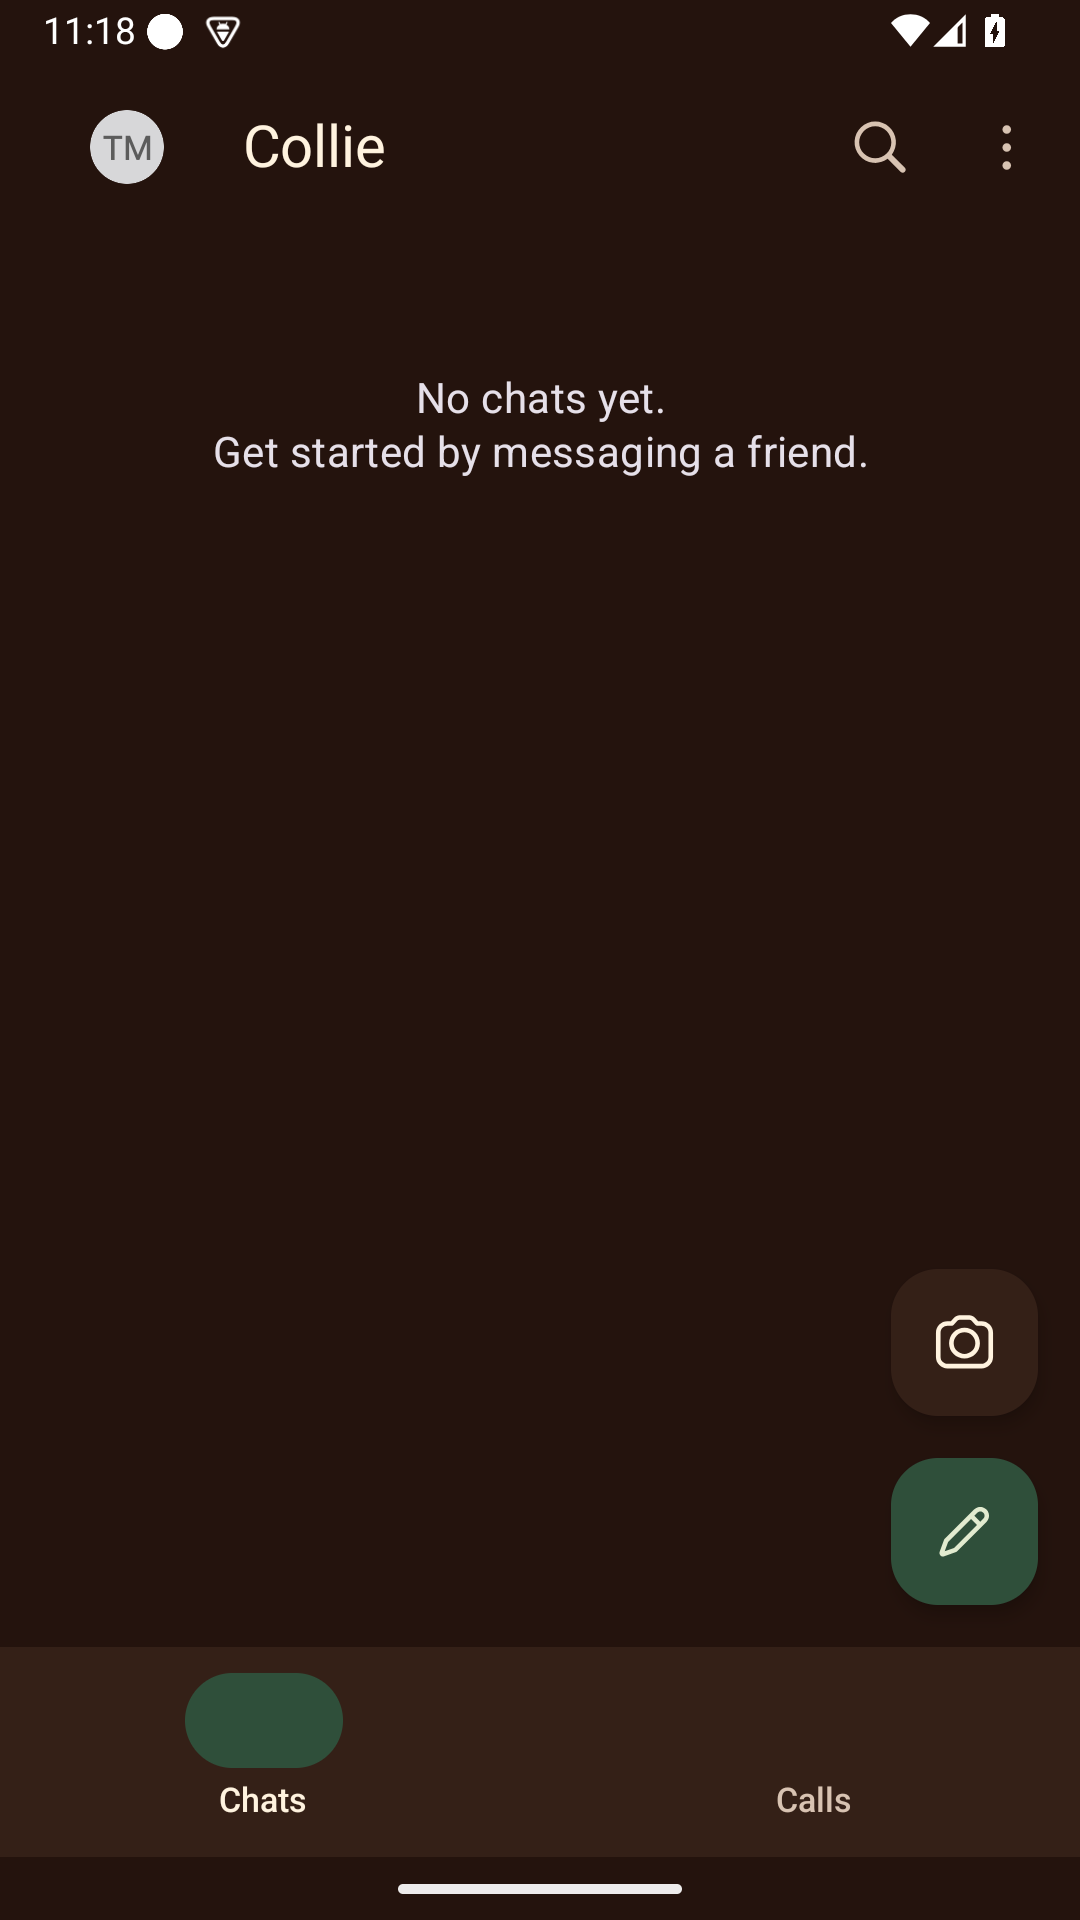 11:18
TM
Collie
No chats yet.
Get started by messaging a friend.
Chats
Calls